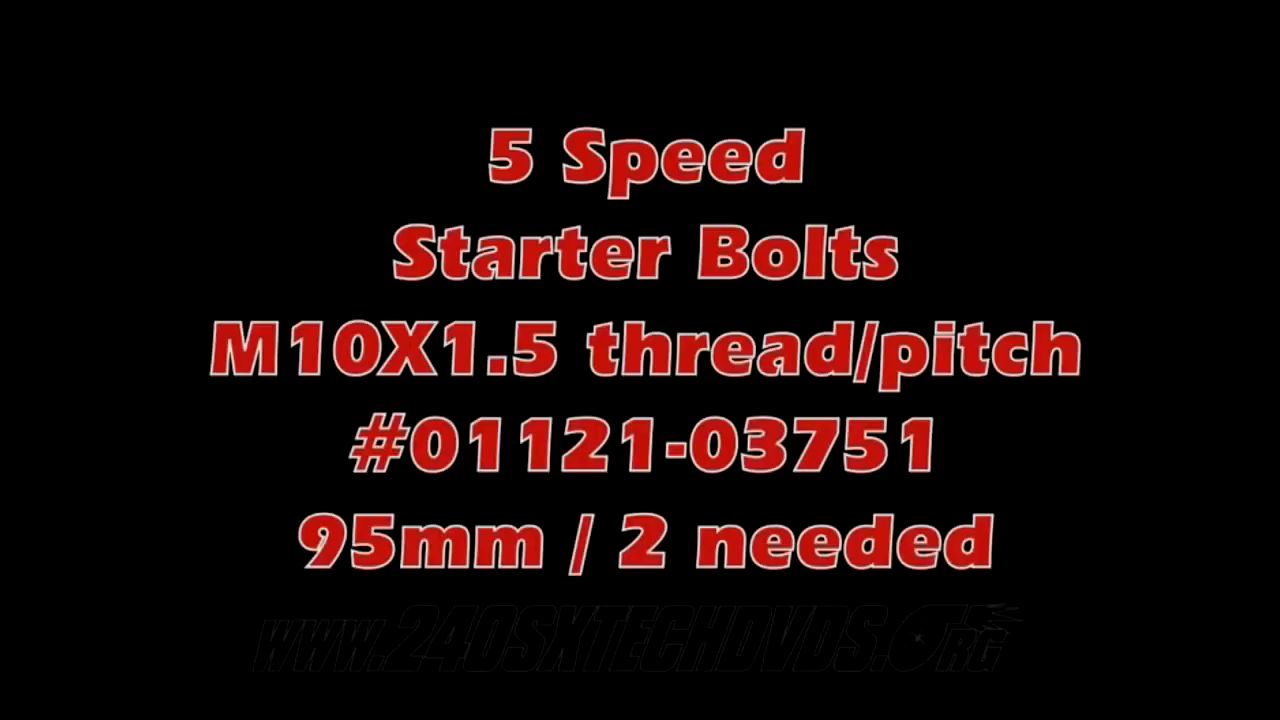 5 Speed
Starter Bolts
M10X1.5 thread/pitch
#01121-03751
95mm / 2 needed
www.240SXTECHDVDS.ORG